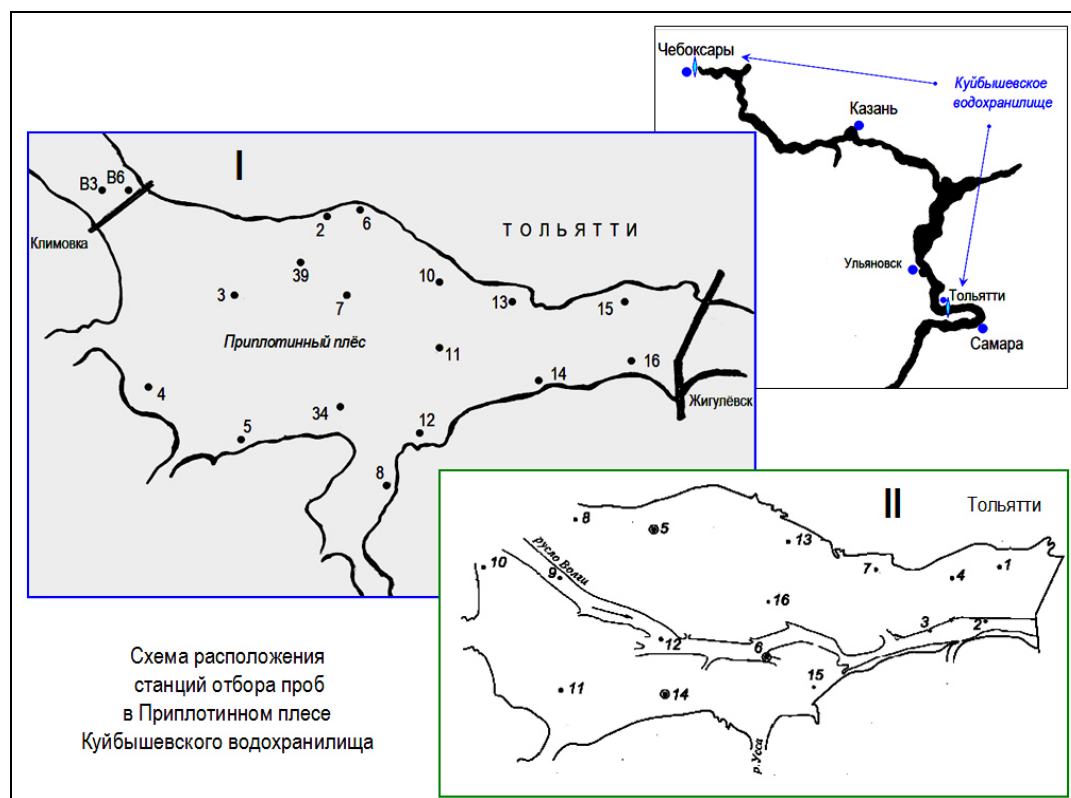 Чебоксары
Куйбышевское
водохранилище
Казань
Ульяновск
Тольятти
Самара
I
В3 В6
Климовка
2 6
ТОЛЬЯТТИ
39
3 7 10 13 15
Приплотинный плёс
11 16
4 14
Жигулёвск
34 12
5
8
II
Тольятти
8 5
13
русло Волги
10 9 7 4 1
16
3 2
12 6
11 14 15
р.Усса
Схема расположения
станций отбора проб
в Приплотинном плесе
Куйбышевского водохранилища